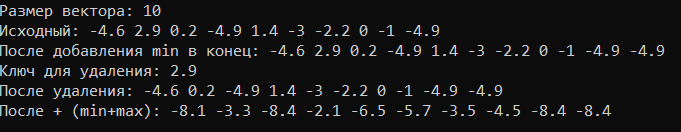 Размер вектора: 10
Исходный: -4.6 2.9 0.2 -4.9 1.4 -3 -2.2 0 -1 -4.9
После добавления min в конец: -4.6 2.9 0.2 -4.9 1.4 -3 -2.2 0 -1 -4.9 -4.9
Ключ для удаления: 2.9
После удаления: -4.6 0.2 -4.9 1.4 -3 -2.2 0 -1 -4.9 -4.9
После + (min+max): -8.1 -3.3 -8.4 -2.1 -6.5 -5.7 -3.5 -4.5 -8.4 -8.4